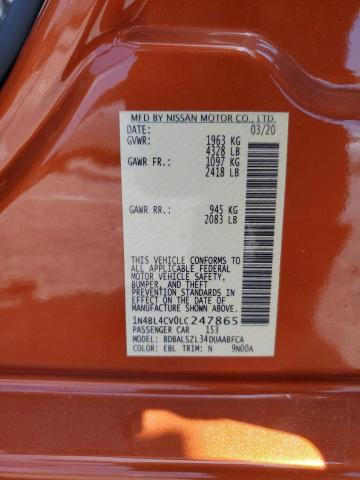 MFD BY NISSAN MOTOR CO., LTD.
DATE: 03/20
GVWR: 1963 KG
4328 LB
GAWR FR: 1097 KG
2418 LB
GAWR RR.: 945 KG
2083 LB
THIS VEHICLE CONFORMS TO
ALL APPLICABLE FEDERAL
MOTOR VEHICLE SAFETY,
BUMPER, AND THEFT
PREVENTION STANDARDS
IN EFFECT ON THE DATE OF
MANUFACTURE SHOWN ABOVE.
1N4BL4CV0LC247865
PASSENGER CAR 153
MODEL: BDBALSZL34DUAABFCA
COLOR: EBL TRIM: N 9N00A